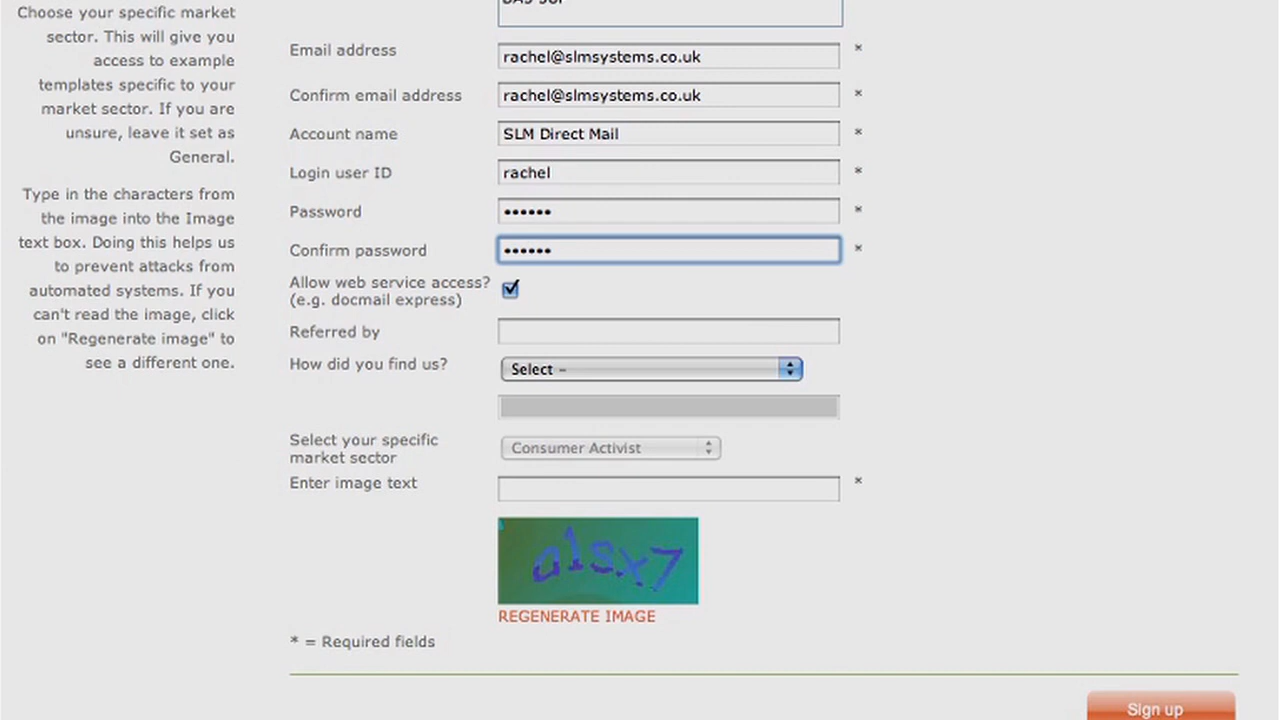 Choose your specific market
sector. This will give you
access to example
templates specific to your
market sector. If you are
unsure, leave it set as
General.
Type in the characters from
the image into the Image
text box. Doing this helps us
to prevent attacks from
automated systems. If you
can't read the image, click
on "Regenerate image" to
see a different one.
Email address rachel@slmsystems.co.uk *
Confirm email address rachel@slmsystems.co.uk *
Account name SLM Direct Mail *
Login user ID rachel *
Password •••••• *
Confirm password •••••• *
Allow web service access?
(e.g. docmail express)
Referred by
How did you find us? Select –
Select your specific
market sector
Consumer Activist
Enter image text *
REGENERATE IMAGE
* = Required fields
Sign up